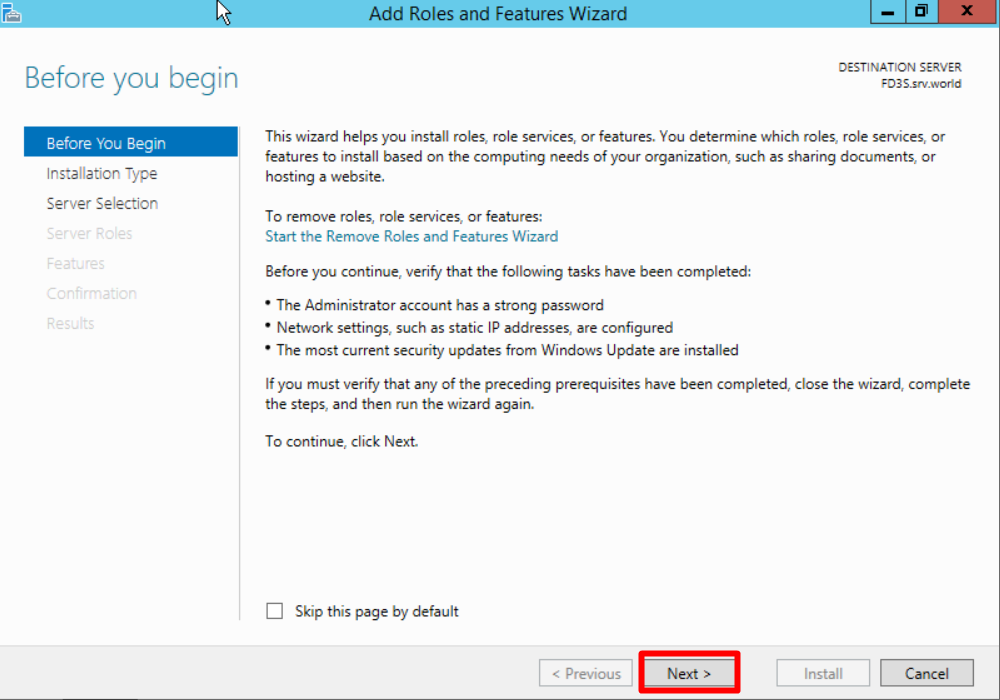 Add Roles and Features Wizard
Before you begin
DESTINATION SERVER
FD3S.srv.world
Before You Begin
Installation Type
Server Selection
Server Roles
Features
Confirmation
Results
This wizard helps you install roles, role services, or features. You determine which roles, role services, or
features to install based on the computing needs of your organization, such as sharing documents, or
hosting a website.
To remove roles, role services, or features:
Start the Remove Roles and Features Wizard
Before you continue, verify that the following tasks have been completed:
• The Administrator account has a strong password
• Network settings, such as static IP addresses, are configured
• The most current security updates from Windows Update are installed
If you must verify that any of the preceding prerequisites have been completed, close the wizard, complete
the steps, and then run the wizard again.
To continue, click Next.
Skip this page by default
< Previous
Next >
Install
Cancel